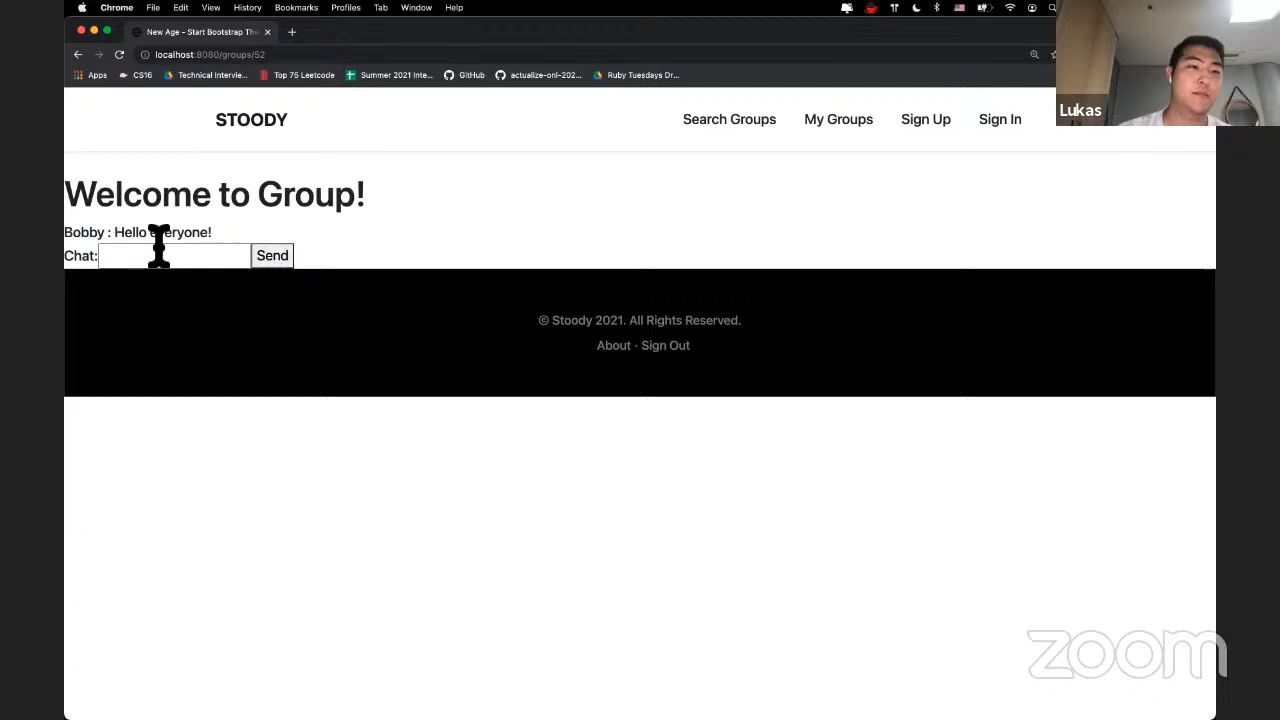 Chrome File Edit View History Bookmarks Profiles Tab Window Help
New Age - Start Bootstrap The
localhost:8080/groups/52
Apps CS16 Technical Intervie... Top 75 Leetcode Summer 2021 Inte... GitHub actualize-onl-202... Ruby Tuesdays Dr...
Lukas
STOODY Search Groups My Groups Sign Up Sign In
Welcome to Group!
Bobby : Hello everyone!
Chat: Send
© Stoody 2021. All Rights Reserved.
About · Sign Out
zoom